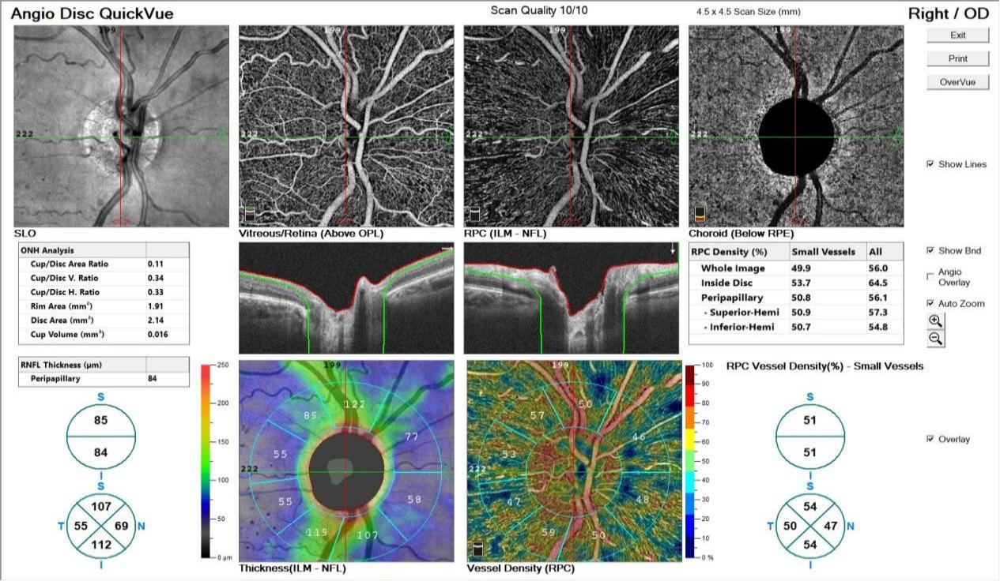 Angio Disc QuickVue
Scan Quality 10/10
4.5 x 4.5 Scan Size (mm)
Right / OD
Exit
Print
OverVue
199
222
199
222
199
222
199
222
Show Lines
SLO
Vitreous/Retina (Above OPL)
RPC (ILM - NFL)
Choroid (Below RPE)
ONH Analysis
Cup/Disc Area Ratio 0.11
Cup/Disc V. Ratio 0.34
Cup/Disc H. Ratio 0.33
Rim Area (mm²) 1.91
Disc Area (mm²) 2.14
Cup Volume (mm³) 0.016
RPC Density (%) Small Vessels All
Whole Image 49.9 56.0
Inside Disc 53.7 64.5
Peripapillary 50.8 56.1
- Superior-Hemi 50.9 57.3
- Inferior-Hemi 50.7 54.8
Show Bnd
Angio Overlay
Auto Zoom
RNFL Thickness (µm)
Peripapillary 84
S
85
84
I
S
107
T 55 69 N
112
I
250
200
150
100
50
0 µm
199
222
89 122
55 77
55 58
119 107
Thickness(ILM - NFL)
199
222
57 50
53 46
47 48
59 50
Vessel Density (RPC)
100
90
80
70
60
50
40
30
20
10
0 %
RPC Vessel Density(%) - Small Vessels
S
51
51
I
S
54
T 50 47 N
54
I
Overlay